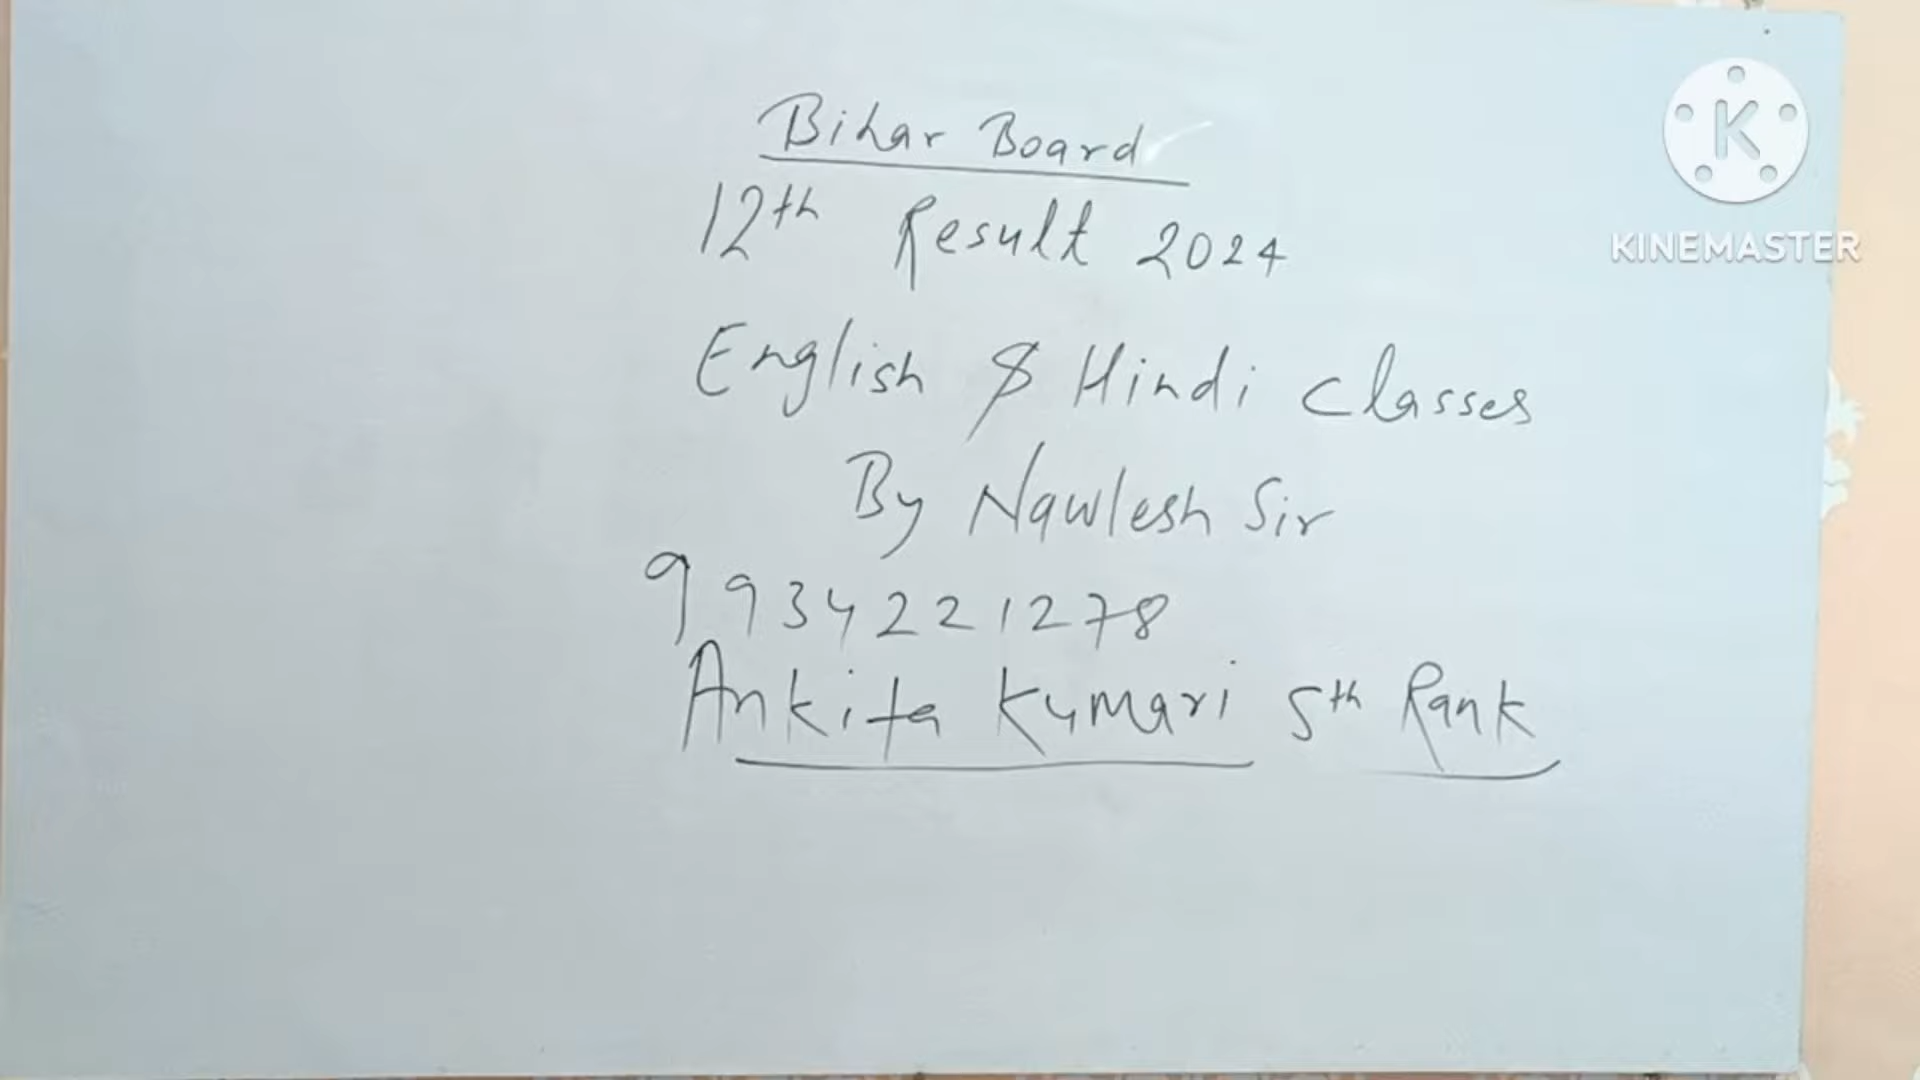 Bihar Board
12th Result 2024
English & Hindi Classes
By Nawlesh Sir
9934221278
Ankita Kumari 5th Rank
K
KINEMASTER